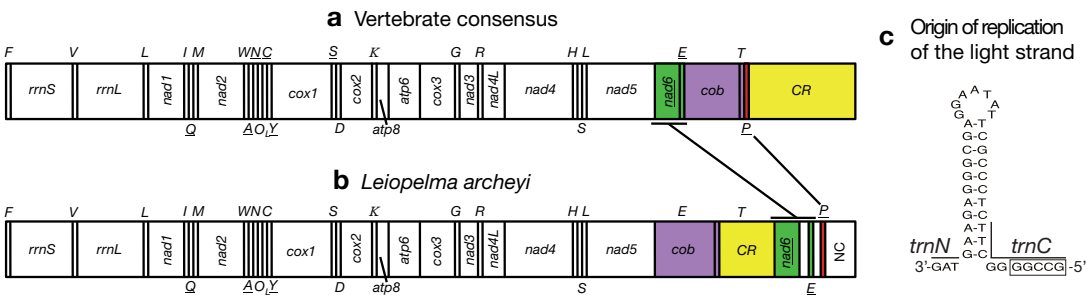 a Vertebrate consensus
F V L I M W N C S K G R H L E T
rrnS rrnL nad1 nad2 cox1 cox2 atp6 cox3 nad3 nad4L nad4 nad5 nad6 cob CR
Q A OL Y D atp8 S P
b Leiopelma archeyi
F V L I M W N C S K G R H L E T P
rrnS rrnL nad1 nad2 cox1 cox2 atp6 cox3 nad3 nad4L nad4 nad5 cob CR nad6 NC
Q A OL Y D atp8 S E
c Origin of replication
of the light strand
A A T
G A
G T
G T
A-T
G-C
C-G
G-C
G-C
G-C
A-T
G-C
A-T
A-T
G-C
trnN trnC
3'-GAT GG GGCCG -5'